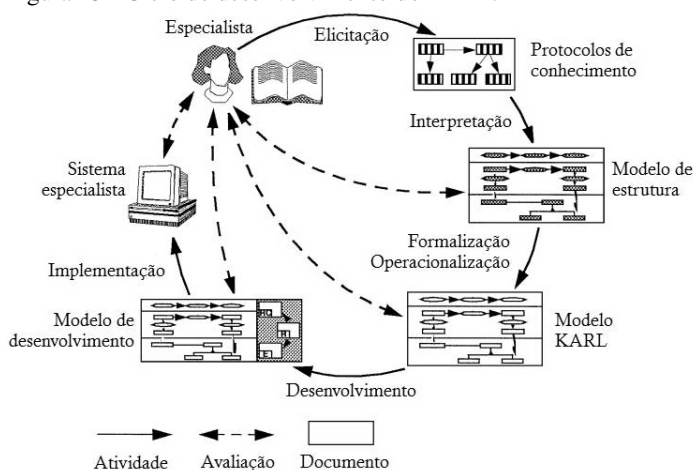 Especialista
Elicitação
Protocolos de
conhecimento
Interpretação
Sistema
especialista
Modelo de
estrutura
Formalização
Operacionalização
Implementação
Modelo de
desenvolvimento
Modelo
KARL
Desenvolvimento
Atividade
Avaliação
Documento